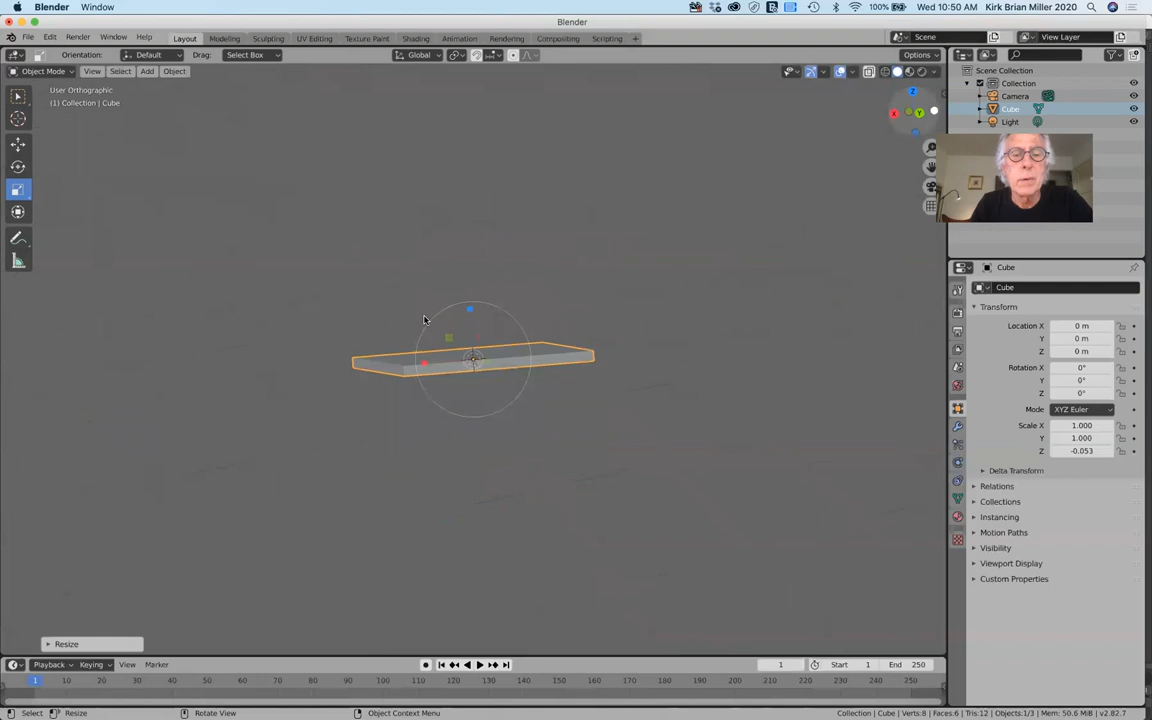 Blender Window 100% Wed 10:50 AM Kirk Brian Miller 2020
Blender
File Edit Render Window Help Layout Modeling Sculpting UV Editing Texture Paint Shading Animation Rendering Compositing Scripting + Scene View Layer
Orientation: Default Drag: Select Box Global Options
Object Mode View Select Add Object
User Orthographic
(1) Collection | Cube
Z
X
Y
Scene Collection
Collection
Camera
Cube
Light
Cube
Cube
Transform
Location X 0 m
Y 0 m
Z 0 m
Rotation X 0°
Y 0°
Z 0°
Mode XYZ Euler
Scale X 1.000
Y 1.000
Z -0.053
Delta Transform
Relations
Collections
Instancing
Motion Paths
Visibility
Viewport Display
Custom Properties
Resize
Playback Keying View Marker 1 Start 1 End 250
1 10 20 30 40 50 60 70 80 90 100 110 120 130 140 150 160 170 180 190 200 210 220 230 240 250
Select Resize Rotate View Object Context Menu Collection | Cube | Verts:8 | Faces:6 | Tris:12 | Objects:1/3 | Mem: 50.6 MiB | v2.82.7